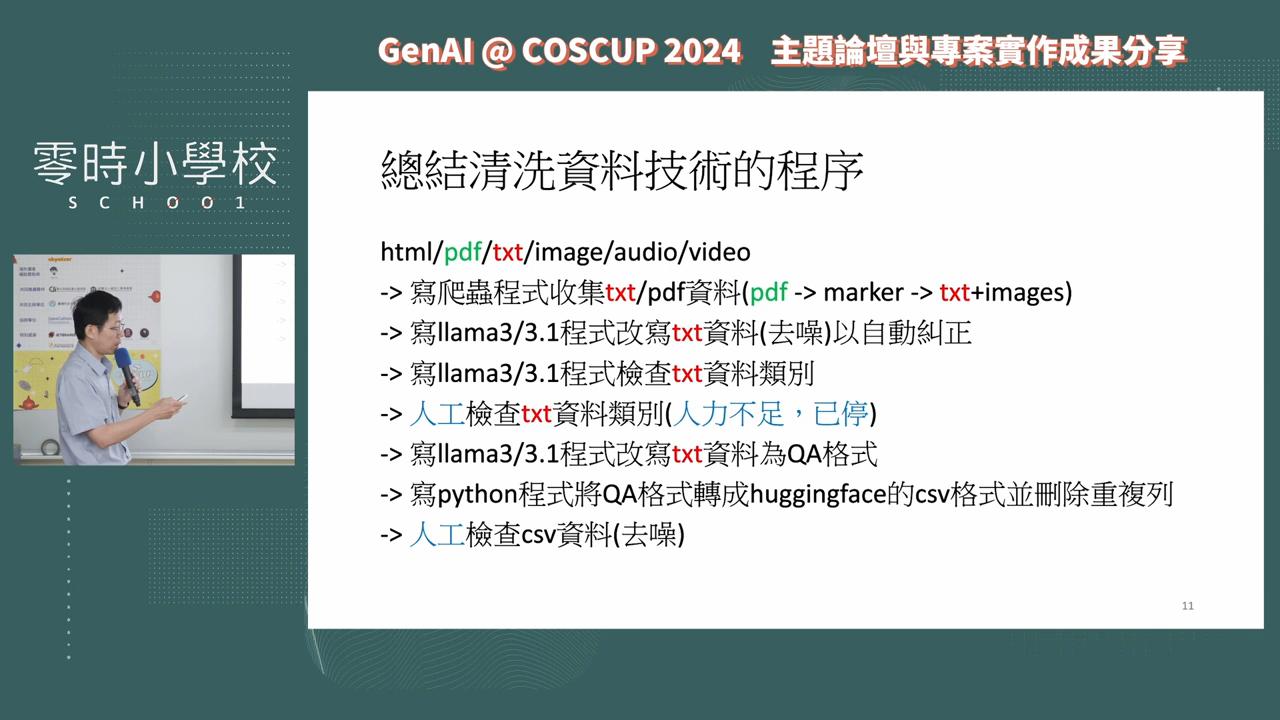 GenAI @ COSCUP 2024 主題論壇與專案實作成果分享
零時小學校
SCHOO1
總結清洗資料技術的程序
html/pdf/txt/image/audio/video
-> 寫爬蟲程式收集txt/pdf資料(pdf -> marker -> txt+images)
-> 寫llama3/3.1程式改寫txt資料(去噪)以自動糾正
-> 寫llama3/3.1程式檢查txt資料類別
-> 人工檢查txt資料類別(人力不足，已停)
-> 寫llama3/3.1程式改寫txt資料為QA格式
-> 寫python程式將QA格式轉成huggingface的csv格式並刪除重複列
-> 人工檢查csv資料(去噪)
11